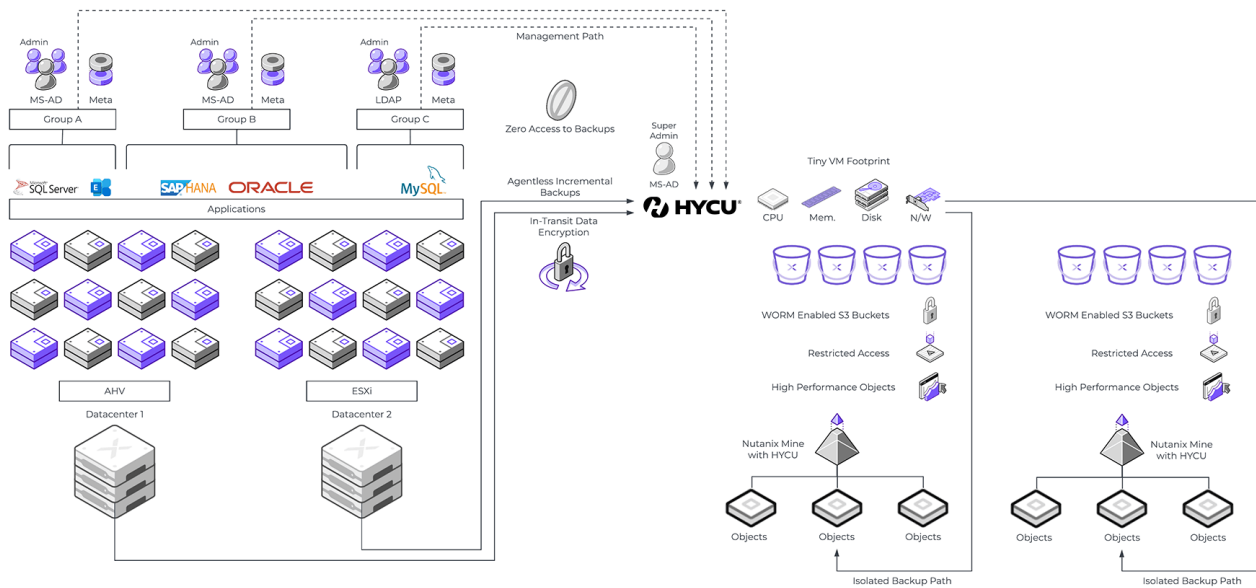 Management Path
Admin
Admin
Admin
MS-AD
Meta
MS-AD
Meta
LDAP
Meta
Group A
Group B
Group C
Zero Access to Backups
Super
Admin
MS-AD
Tiny VM Footprint
Microsoft
SQL Server
E
SAP HANA
ORACLE
MySQL
Applications
Agentless Incremental
Backups
HYCU
CPU
Mem.
Disk
N/W
In-Transit Data
Encryption
WORM Enabled S3 Buckets
WORM Enabled S3 Buckets
Restricted Access
Restricted Access
High Performance Objects
High Performance Objects
AHV
ESXi
Datacenter 1
Datacenter 2
Nutanix Mine
with HYCU
Nutanix Mine
with HYCU
Objects
Objects
Objects
Objects
Objects
Objects
Isolated Backup Path
Isolated Backup Path